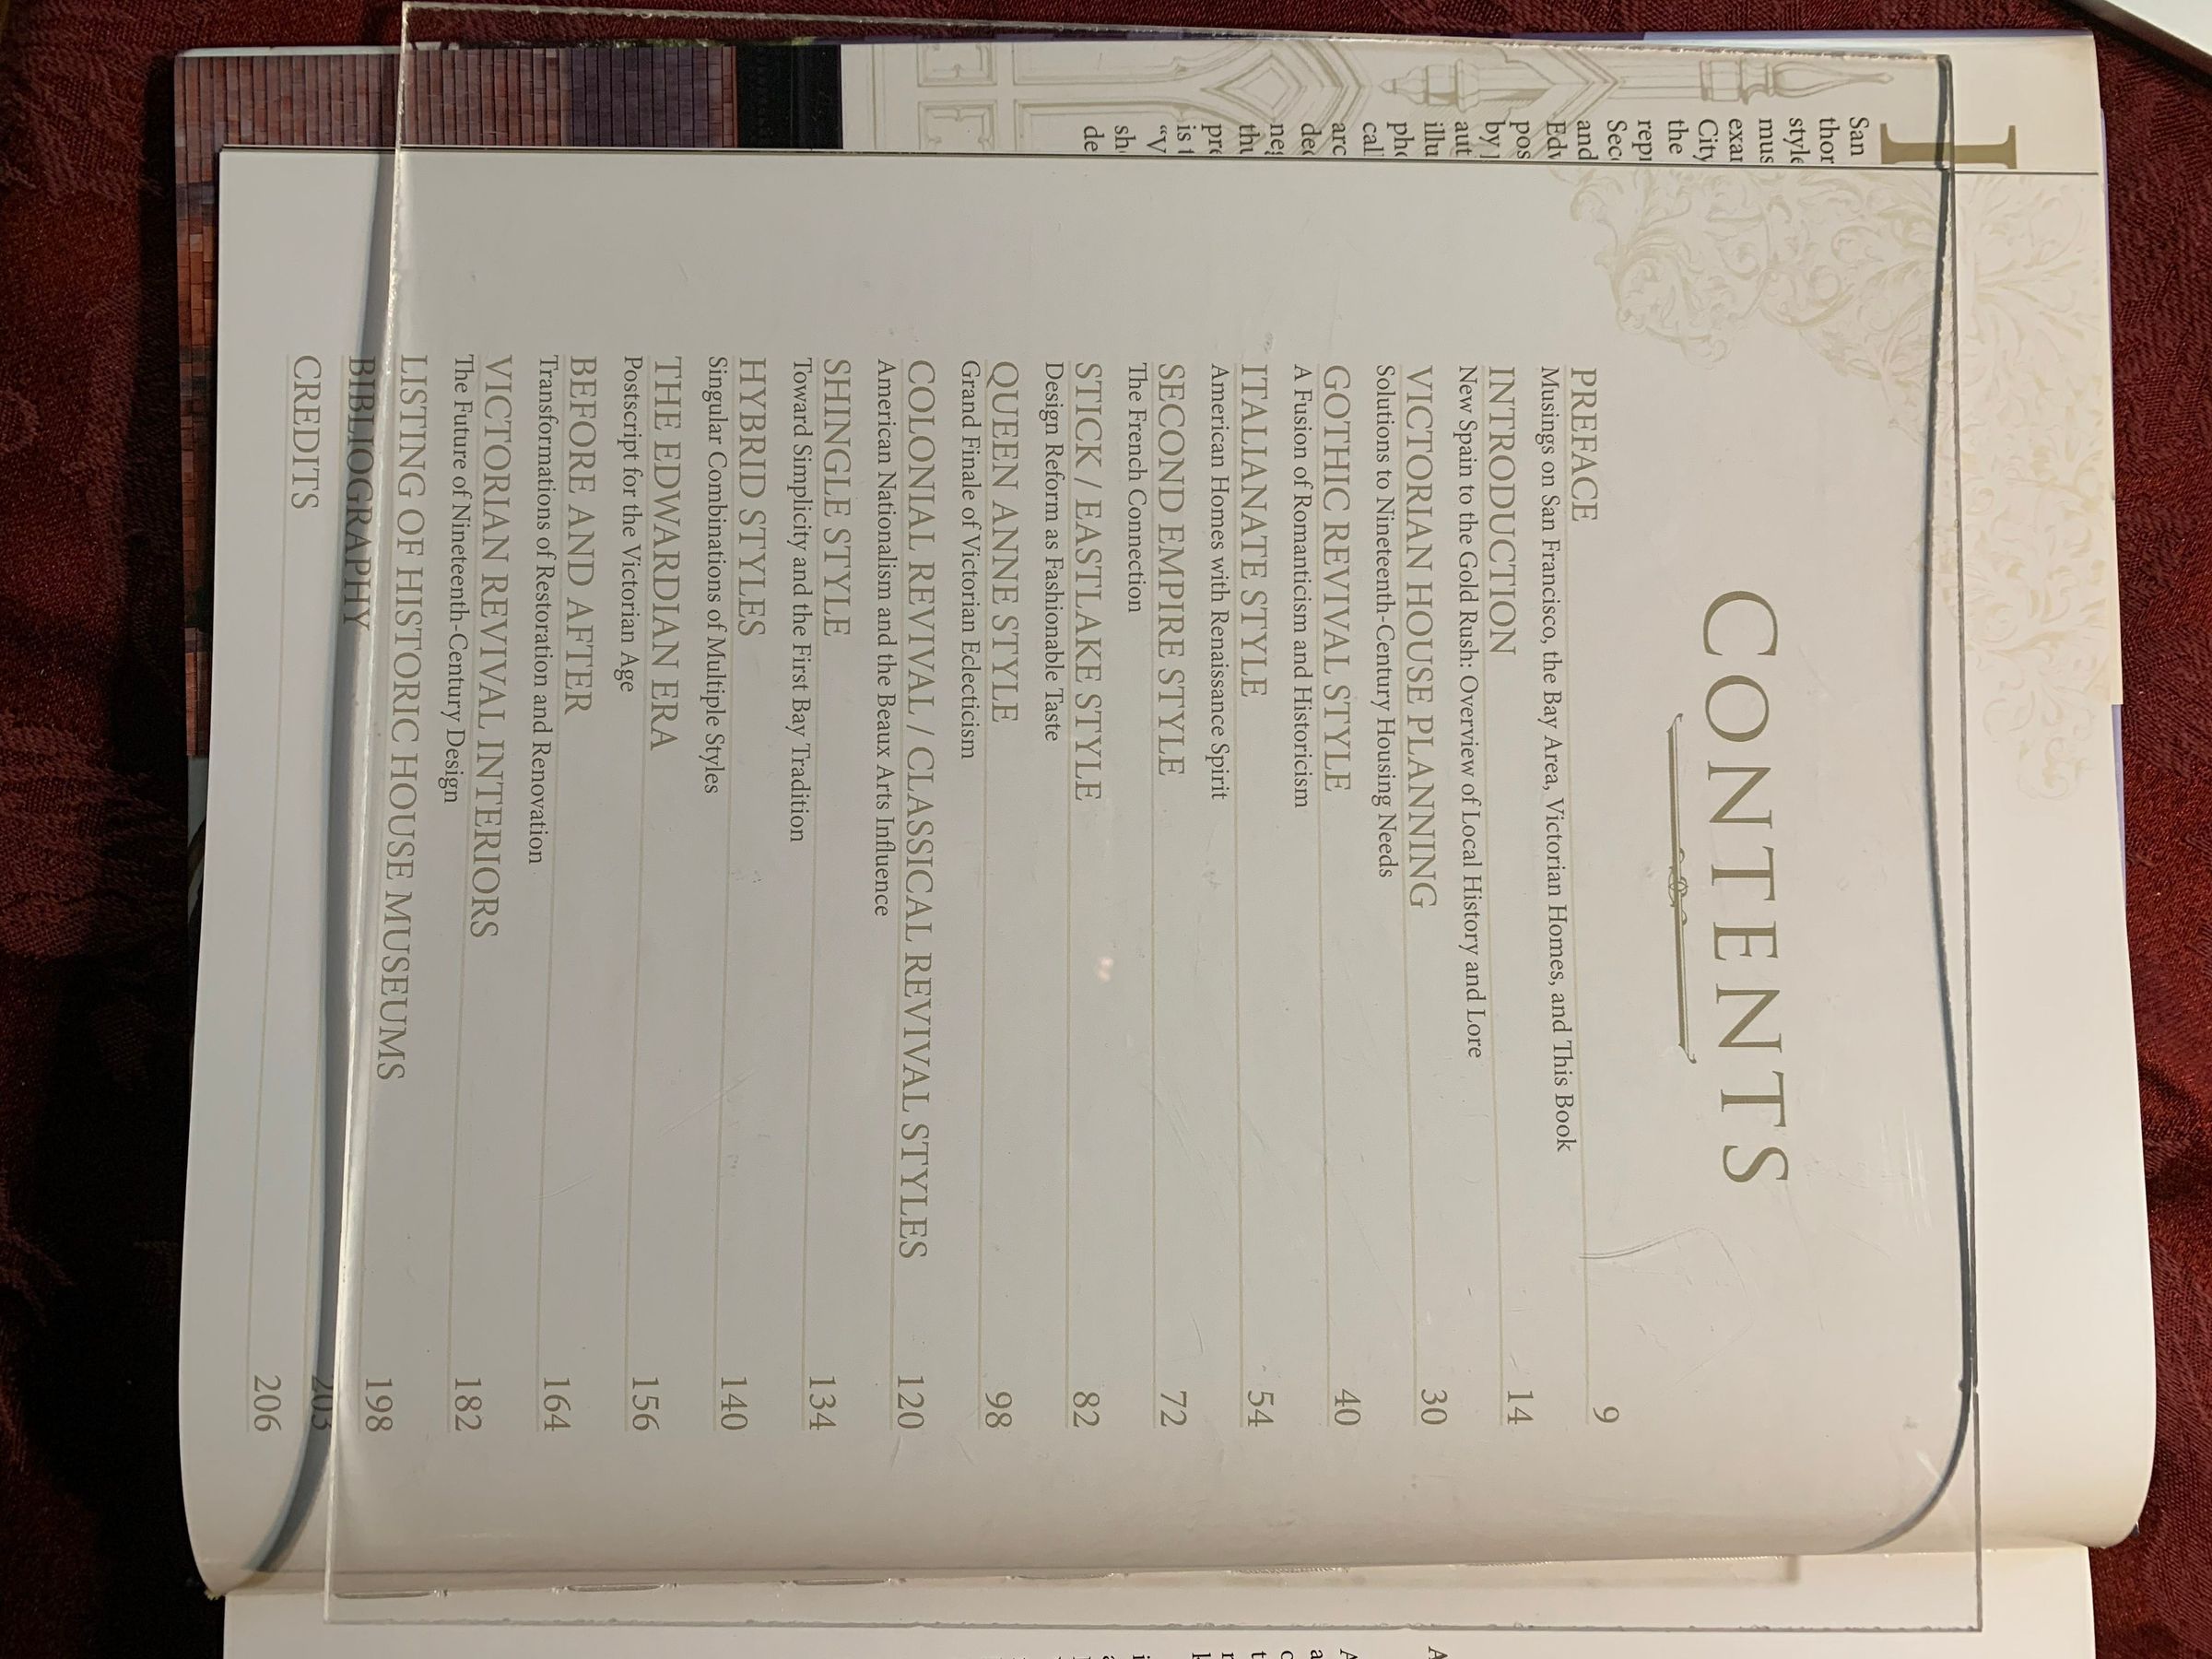 CONTENTS
PREFACE 9
Musings on San Francisco, the Bay Area, Victorian Homes, and This Book
INTRODUCTION 14
New Spain to the Gold Rush: Overview of Local History and Lore
VICTORIAN HOUSE PLANNING 30
Solutions to Nineteenth-Century Housing Needs
GOTHIC REVIVAL STYLE 40
A Fusion of Romanticism and Historicism
ITALIANATE STYLE 54
American Homes with Renaissance Spirit
SECOND EMPIRE STYLE 72
The French Connection
STICK / EASTLAKE STYLE 82
Design Reform as Fashionable Taste
QUEEN ANNE STYLE 98
Grand Finale of Victorian Eclecticism
COLONIAL REVIVAL / CLASSICAL REVIVAL STYLES 120
American Nationalism and the Beaux Arts Influence
SHINGLE STYLE 134
Toward Simplicity and the First Bay Tradition
HYBRID STYLES 140
Singular Combinations of Multiple Styles
THE EDWARDIAN ERA 156
Postscript for the Victorian Age
BEFORE AND AFTER 164
Transformations of Restoration and Renovation
VICTORIAN REVIVAL INTERIORS 182
The Future of Nineteenth-Century Design
LISTING OF HISTORIC HOUSE MUSEUMS 198
BIBLIOGRAPHY 203
CREDITS 206
San
City
the
and
by